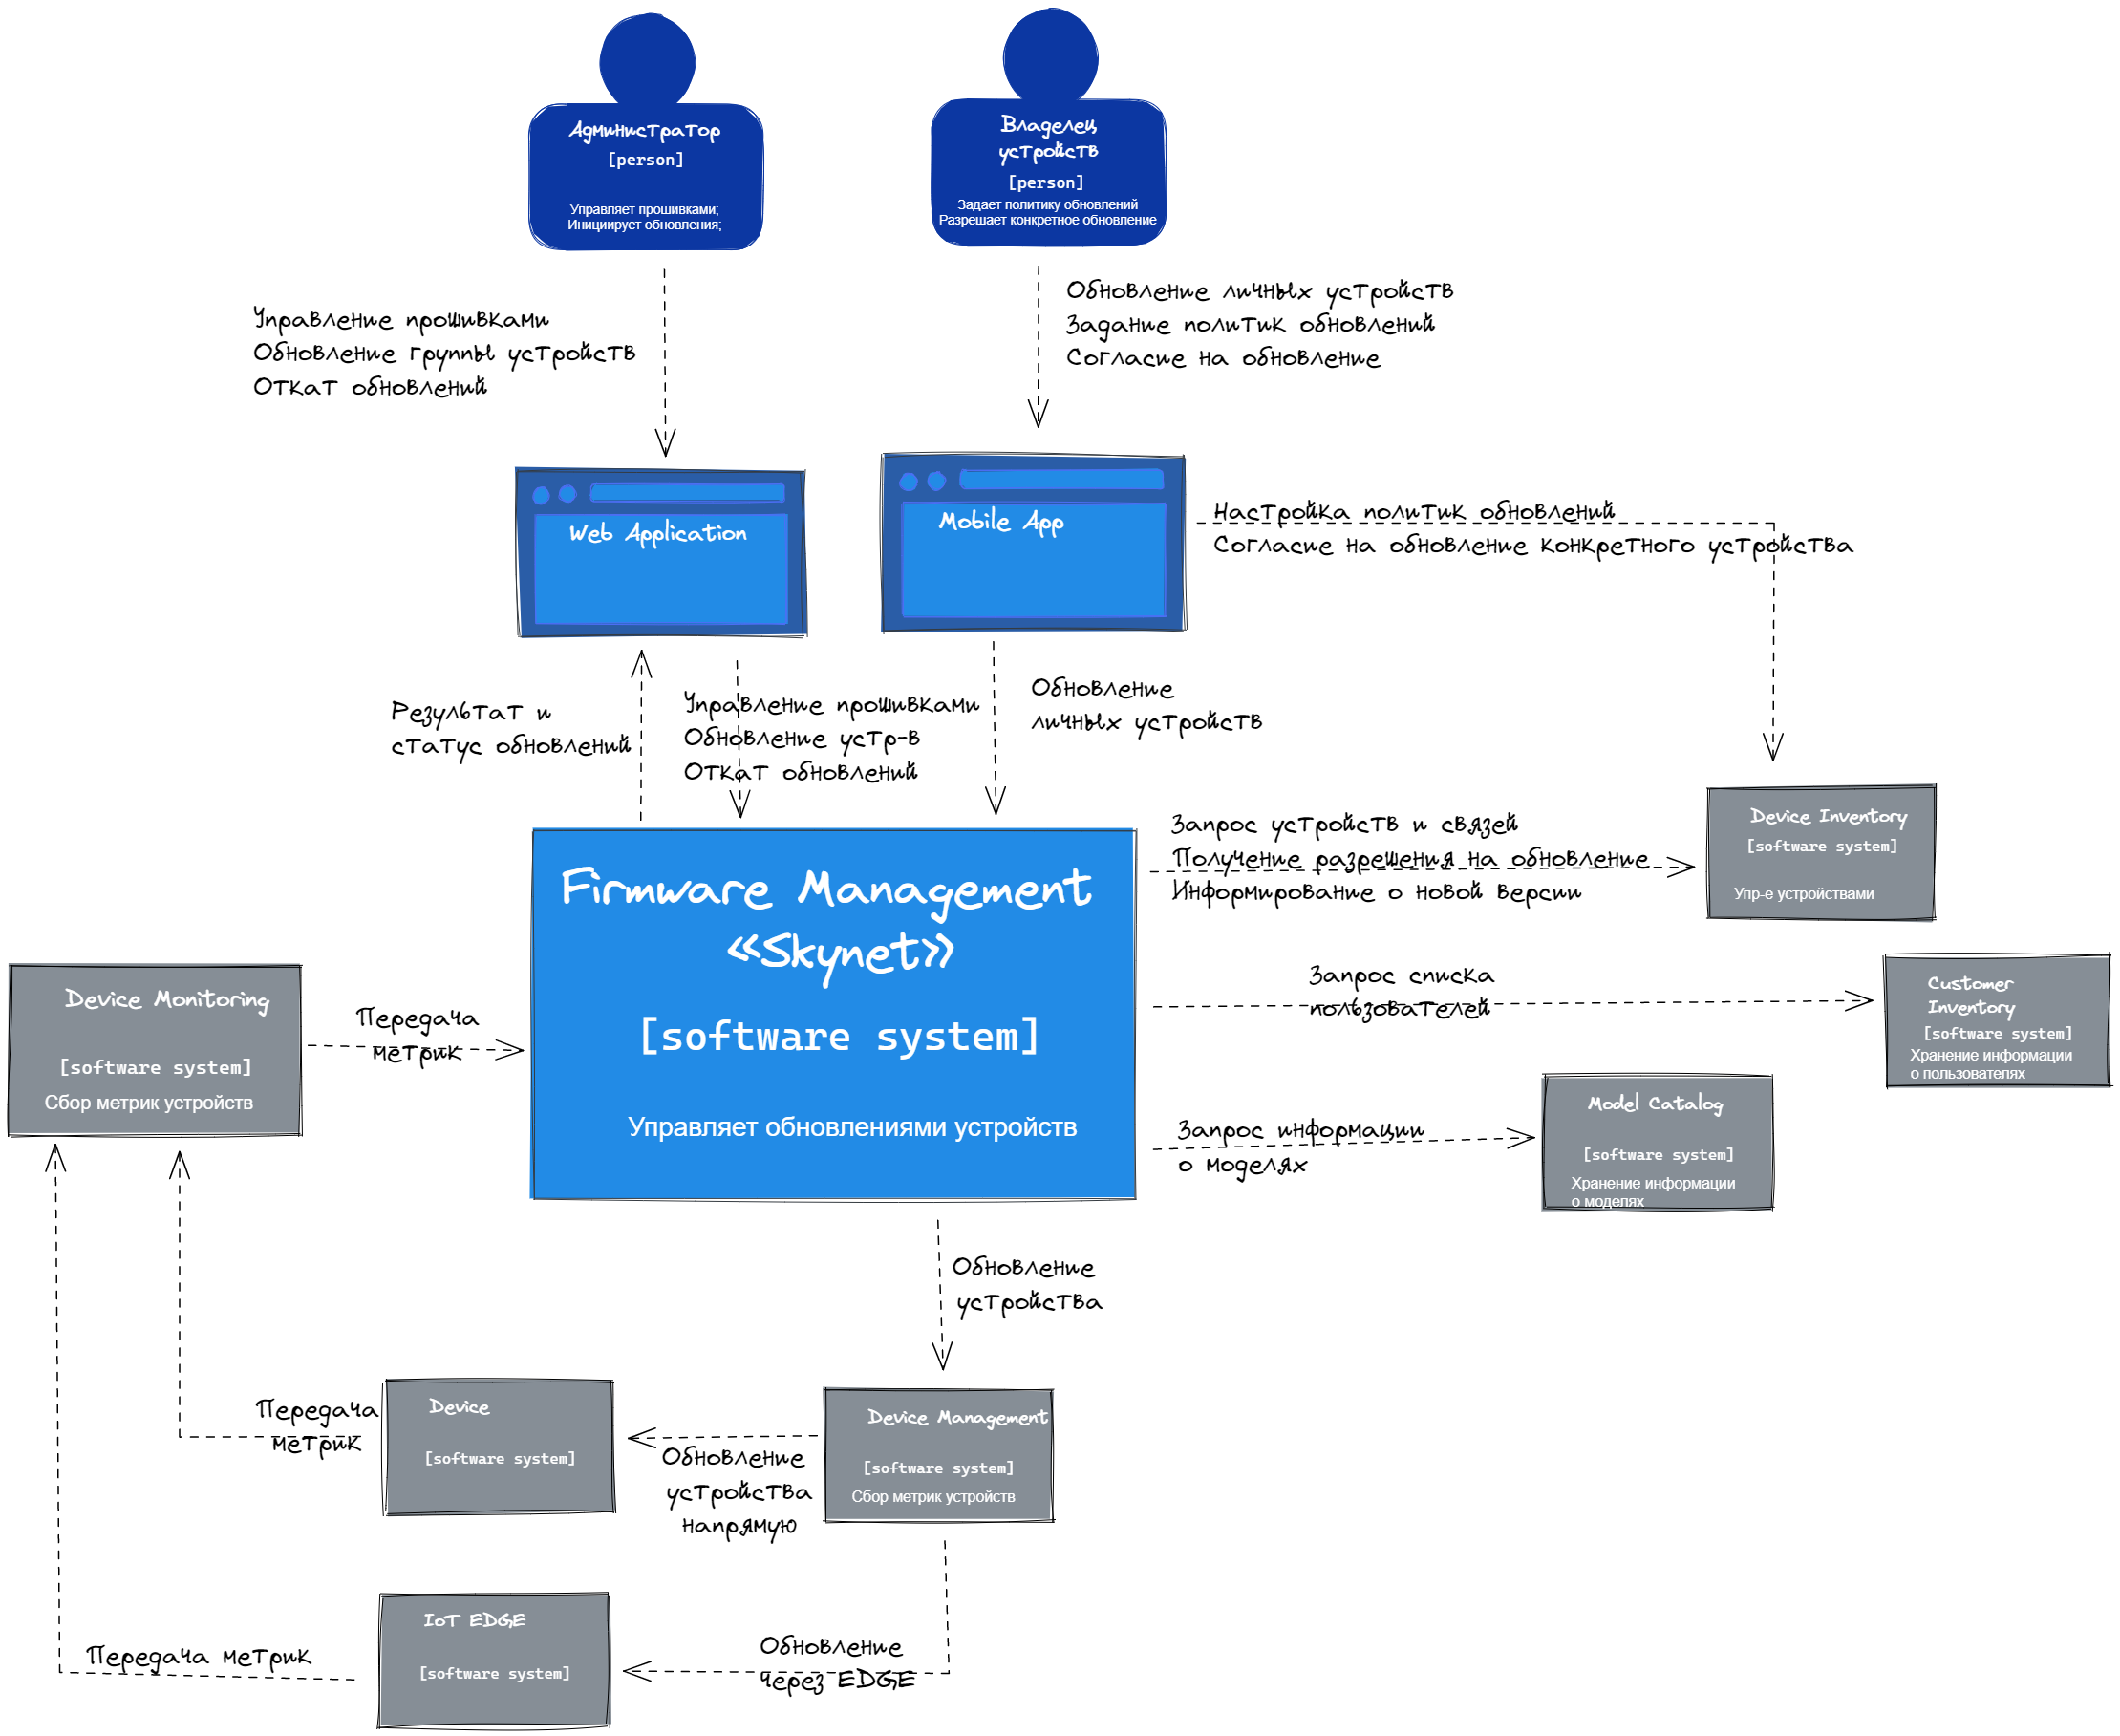 Администратор
[person]
Управляет прошивками;
Инициирует обновления;
Владелец
устройств
[person]
Задает политику обновлений
Разрешает конкретное обновление
Управление прошивками
Обновление группы устройств
Откат обновлений
Обновление личных устройств
Задание политик обновлений
Согласие на обновление
Web Application
Mobile App
Настройка политик обновлений
Согласие на обновление конкретного устройства
Результат и
статус обновлений
Управление прошивками
Обновление устр-в
Откат обновлений
Обновление
личных устройств
Firmware Management
«Skynet»
[software system]
Управляет обновлениями устройств
Запрос устройств и связей
Получение разрешения на обновление
Информирование о новой версии
Device Inventory
[software system]
Упр-е устройствами
Запрос списка
пользователей
Customer
Inventory
[software system]
Хранение информации
о пользователях
Запрос информации
о моделях
Model Catalog
[software system]
Хранение информации
о моделях
Device Monitoring
[software system]
Сбор метрик устройств
Передача
метрик
Обновление
устройства
Передача
метрик
Device
[software system]
Обновление
устройства
напрямую
Device Management
[software system]
Сбор метрик устройств
Передача метрик
IoT EDGE
[software system]
Обновление
через EDGE